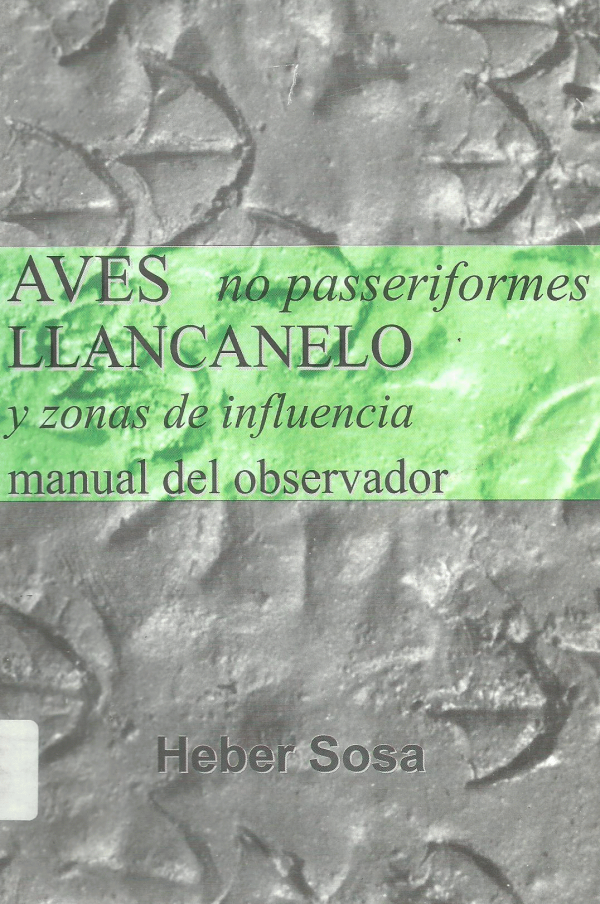 AVES no passeriformes
LLANCANELO
y zonas de influencia
manual del observador
Heber Sosa